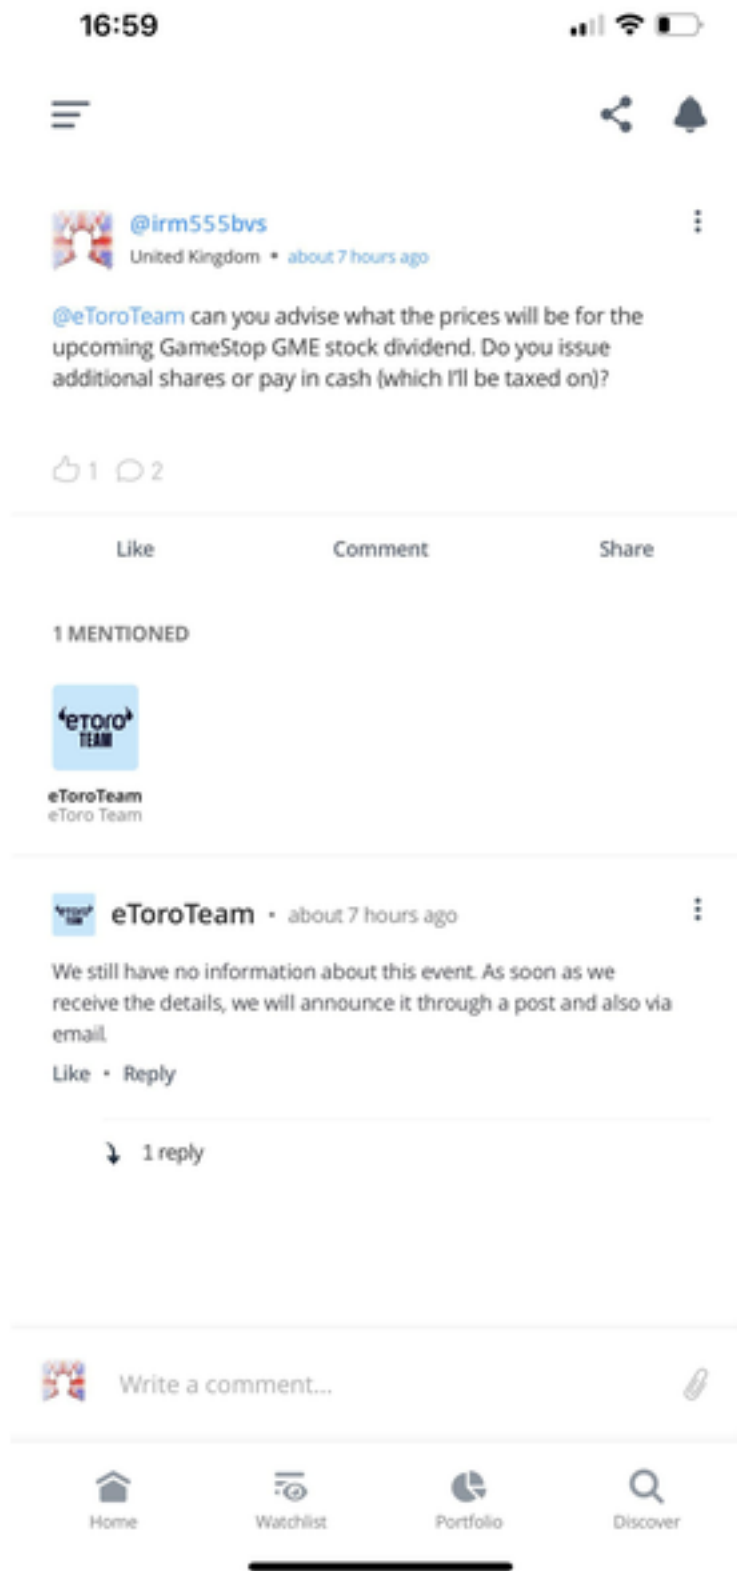 16:59
@irm555bvs
United Kingdom • about 7 hours ago
@eToroTeam can you advise what the prices will be for the
upcoming GameStop GME stock dividend. Do you issue
additional shares or pay in cash (which I'll be taxed on)?
1 2
Like Comment Share
1 MENTIONED
eToro
TEAM
eToroTeam
eToro Team
eToroTeam • about 7 hours ago
We still have no information about this event. As soon as we
receive the details, we will announce it through a post and also via
email.
Like • Reply
1 reply
Write a comment...
Home Watchlist Portfolio Discover